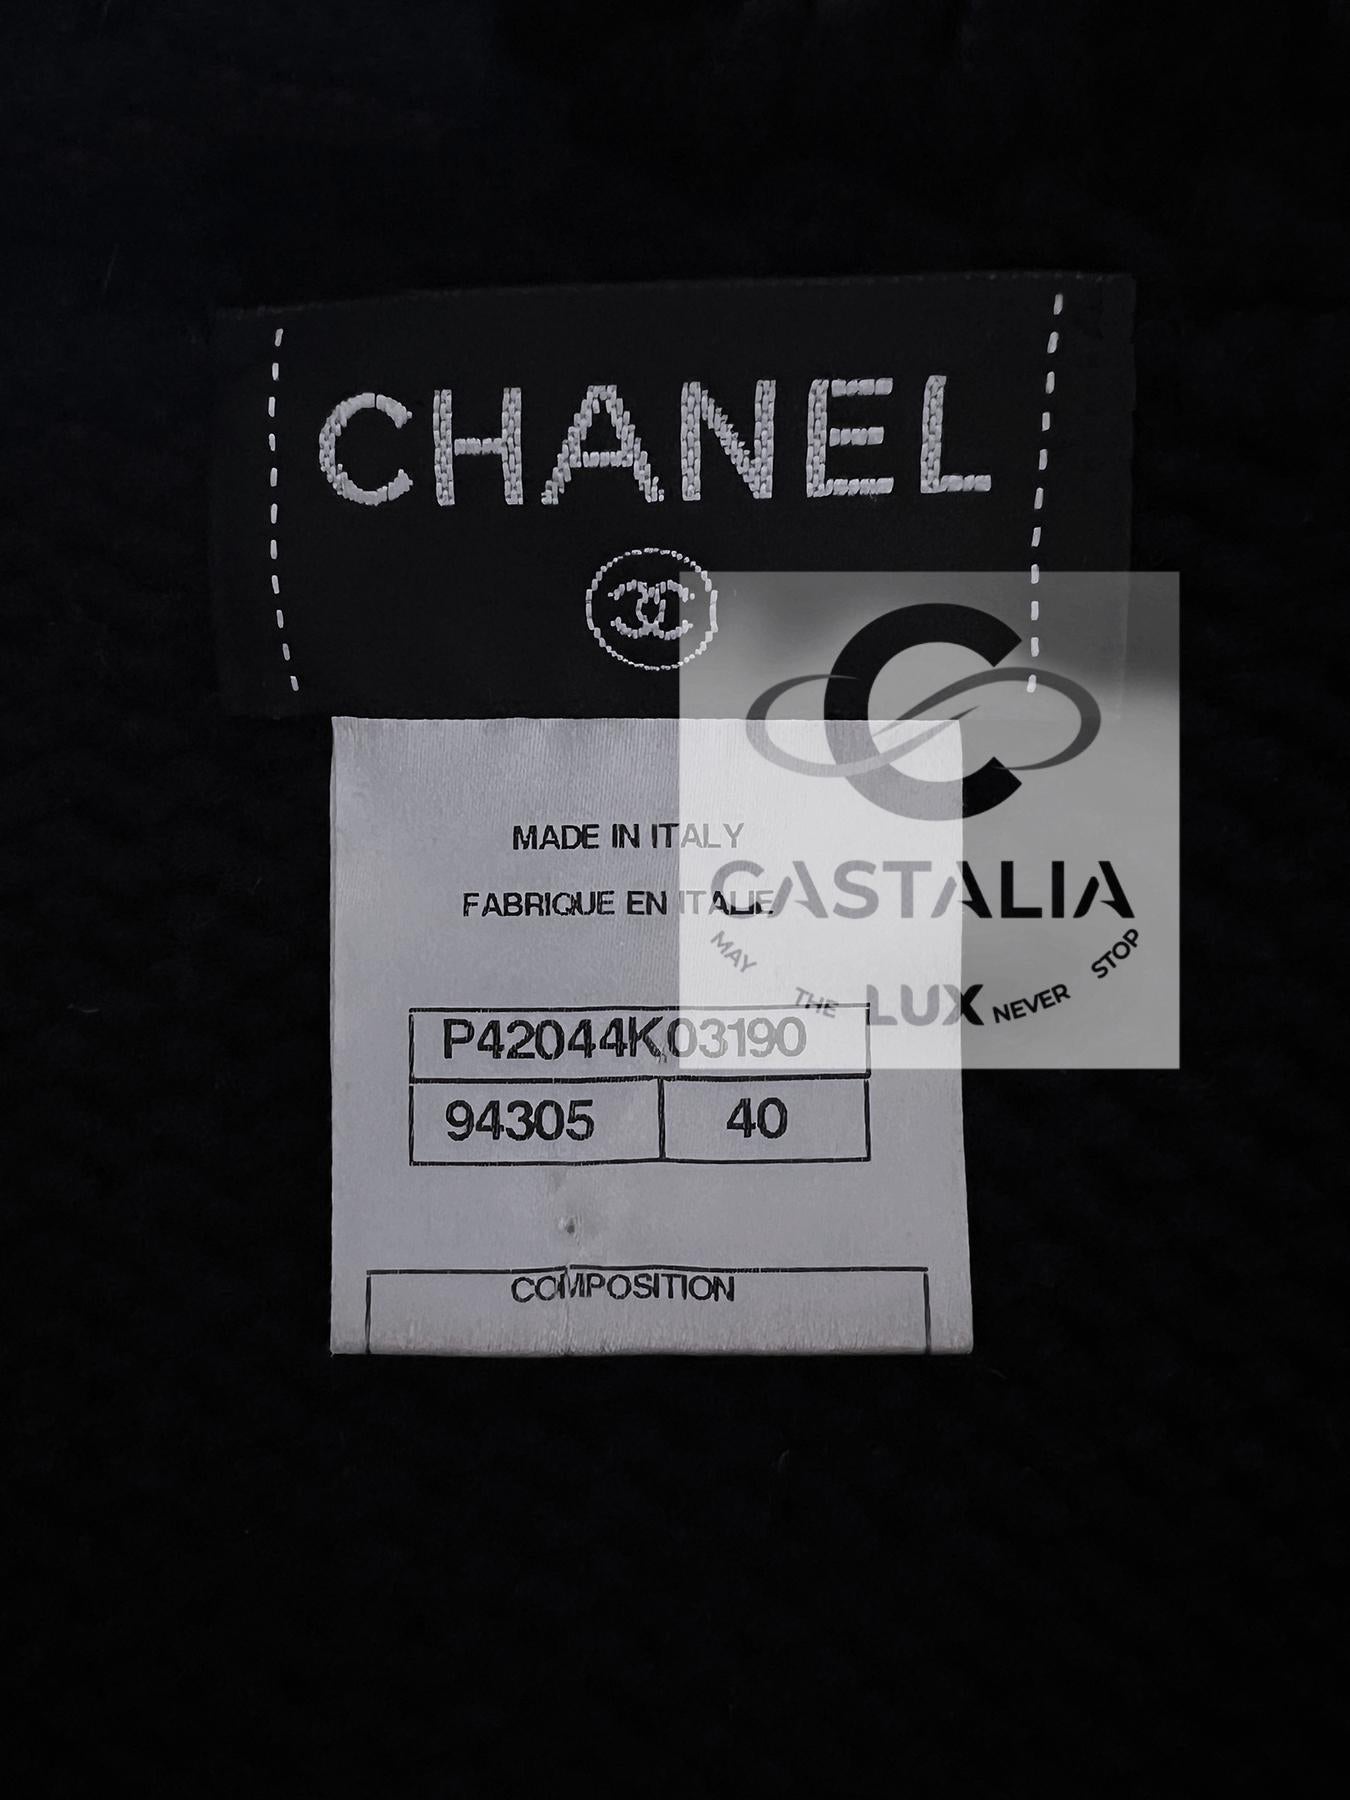 CHANEL
MADE IN ITALY
FABRIQUE EN ITALIE
P42044K03190
94305
40
COMPOSITION
CASTALIA
MAY THE LUX NEVER STOP